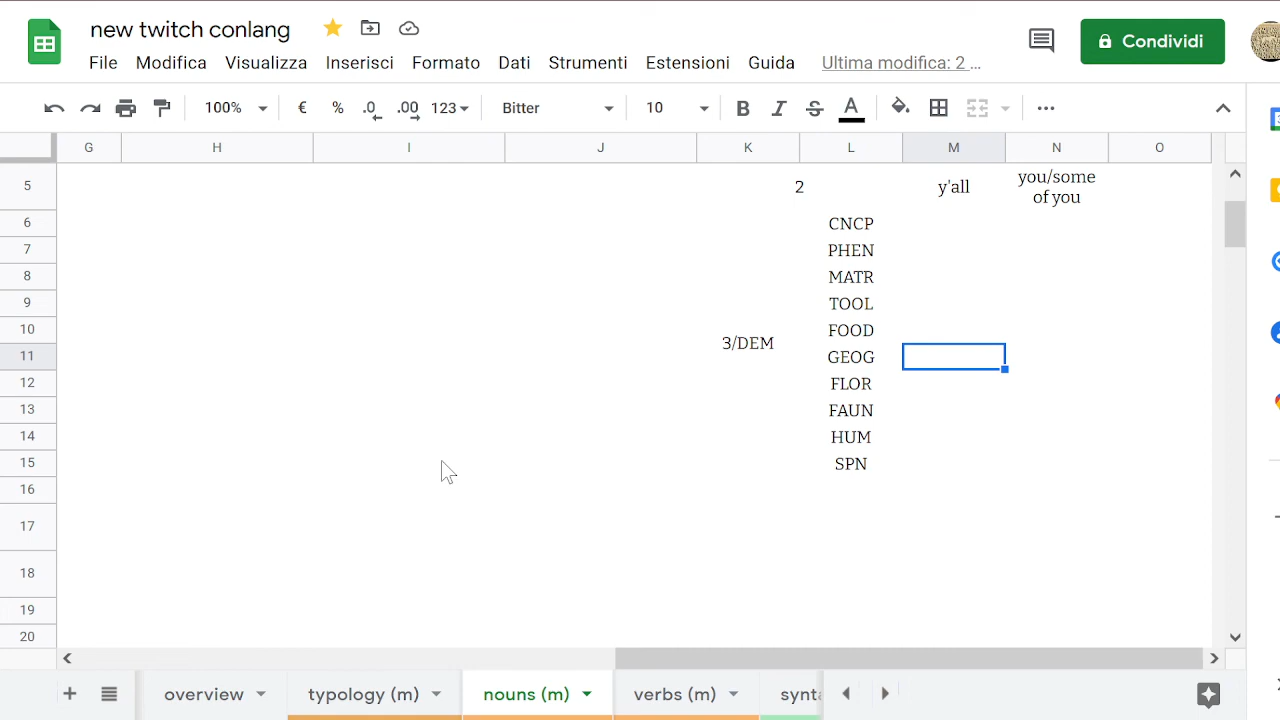 new twitch conlang
Condividi
File Modifica Visualizza Inserisci Formato Dati Strumenti Estensioni Guida Ultima modifica: 2 ...
100% € % .0 .00 123 Bitter 10 B I S A
G H I J K L M N O
5 2 y'all you/some
of you
6 CNCP
7 PHEN
8 MATR
9 TOOL
10 3/DEM FOOD
11 GEOG
12 FLOR
13 FAUN
14 HUM
15 SPN
16
17
18
19
20
overview typology (m) nouns (m) verbs (m) synta